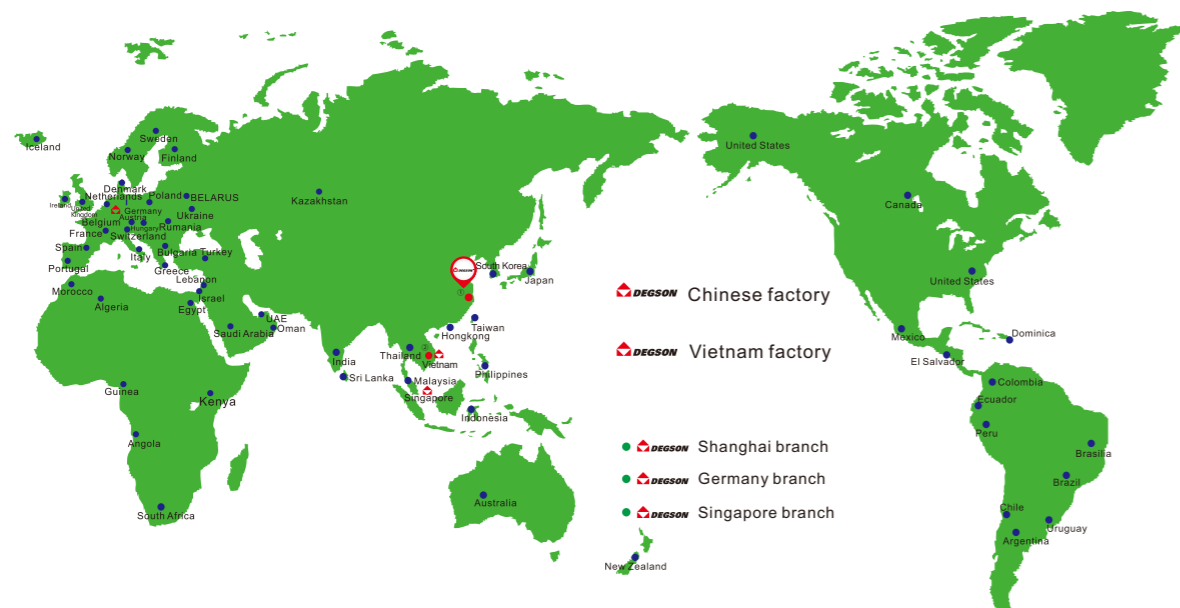 Iceland
Sweden
Norway
Finland
Denmark
Ireland
United
Kingdom
Netherlands
Poland
BELARUS
Germany
Ukraine
Belgium
Austria
Hungary
Rumania
France
Switzerland
Spain
Italy
Bulgaria
Turkey
Portugal
Greece
Lebanon
Morocco
Israel
Algeria
Egypt
UAE
Saudi Arabia
Oman
Kazakhstan
DEGSON
①
South Korea
Japan
Taiwan
Hongkong
India
Thailand
②
Vietnam
Sri Lanka
Malaysia
Philippines
Singapore
Indonesia
Guinea
Kenya
Angola
South Africa
Australia
New Zealand
DEGSON Chinese factory
DEGSON Vietnam factory
DEGSON Shanghai branch
DEGSON Germany branch
DEGSON Singapore branch
United States
Canada
United States
Mexico
Dominica
El Salvador
Colombia
Ecuador
Peru
Brasilia
Brazil
Chile
Uruguay
Argentina